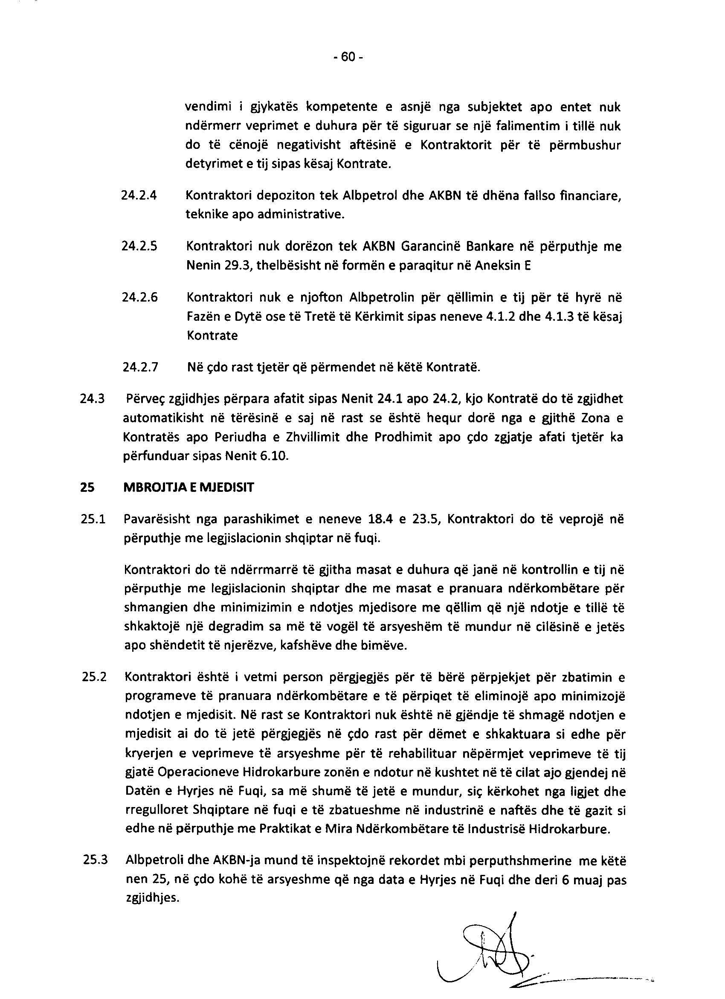 - 60 -
vendimi i gjykatës kompetente e asnjë nga subjektet apo entet nuk
ndërmerr veprimet e duhura për të siguruar se një falimentim i tillë nuk
do të cënojë negativisht aftësinë e Kontraktorit për të përmbushur
detyrimet e tij sipas kësaj Kontrate.
24.2.4 Kontraktori depoziton tek Albpetrol dhe AKBN të dhëna fallso financiare,
teknike apo administrative.
24.2.5 Kontraktori nuk dorëzon tek AKBN Garancinë Bankare në përputhje me
Nenin 29.3, thelbësisht në formën e paraqitur në Aneksin E
24.2.6 Kontraktori nuk e njofton Albpetrolin për qëllimin e tij për të hyrë në
Fazën e Dytë ose të Tretë të Kërkimit sipas neneve 4.1.2 dhe 4.1.3 të kësaj
Kontrate
24.2.7 Në çdo rast tjetër që përmendet në këtë Kontratë.
24.3 Përveç zgjidhjes përpara afatit sipas Nenit 24.1 apo 24.2, kjo Kontratë do të zgjidhet
automatikisht në tërësinë e saj në rast se është hequr dorë nga e gjithë Zona e
Kontratës apo Periudha e Zhvillimit dhe Prodhimit apo çdo zgjatje afati tjetër ka
përfunduar sipas Nenit 6.10.
25 MBROJTJA E MJEDISIT
25.1 Pavarësisht nga parashikimet e neneve 18.4 e 23.5, Kontraktori do të veprojë në
përputhje me legjislacionin shqiptar në fuqi.
Kontraktori do të ndërrmarrë të gjitha masat e duhura që janë në kontrollin e tij në
përputhje me legjislacionin shqiptar dhe me masat e pranuara ndërkombëtare për
shmangien dhe minimizimin e ndotjes mjedisore me qëllim që një ndotje e tillë të
shkaktojë një degradim sa më të vogël të arsyeshëm të mundur në cilësinë e jetës
apo shëndetit të njerëzve, kafshëve dhe bimëve.
25.2 Kontraktori është i vetmi person përgjegjës për të bërë përpjekjet për zbatimin e
programeve të pranuara ndërkombëtare e të përpiqet të eliminojë apo minimizojë
ndotjen e mjedisit. Në rast se Kontraktori nuk është në gjëndje të shmagë ndotjen e
mjedisit ai do të jetë përgjegjës në çdo rast për dëmet e shkaktuara si edhe për
kryerjen e veprimeve të arsyeshme për të rehabilituar nëpërmjet veprimeve të tij
gjatë Operacioneve Hidrokarbure zonën e ndotur në kushtet në të cilat ajo gjendej në
Datën e Hyrjes në Fuqi, sa më shumë të jetë e mundur, siç kërkohet nga ligjet dhe
rregulloret Shqiptare në fuqi e të zbatueshme në industrinë e naftës dhe të gazit si
edhe në përputhje me Praktikat e Mira Ndërkombëtare të Industrisë Hidrokarbure.
25.3 Albpetroli dhe AKBN-ja mund të inspektojnë rekordet mbi perputhshmerine me këtë
nen 25, në çdo kohë të arsyeshme që nga data e Hyrjes në Fuqi dhe deri 6 muaj pas
zgjidhjes.